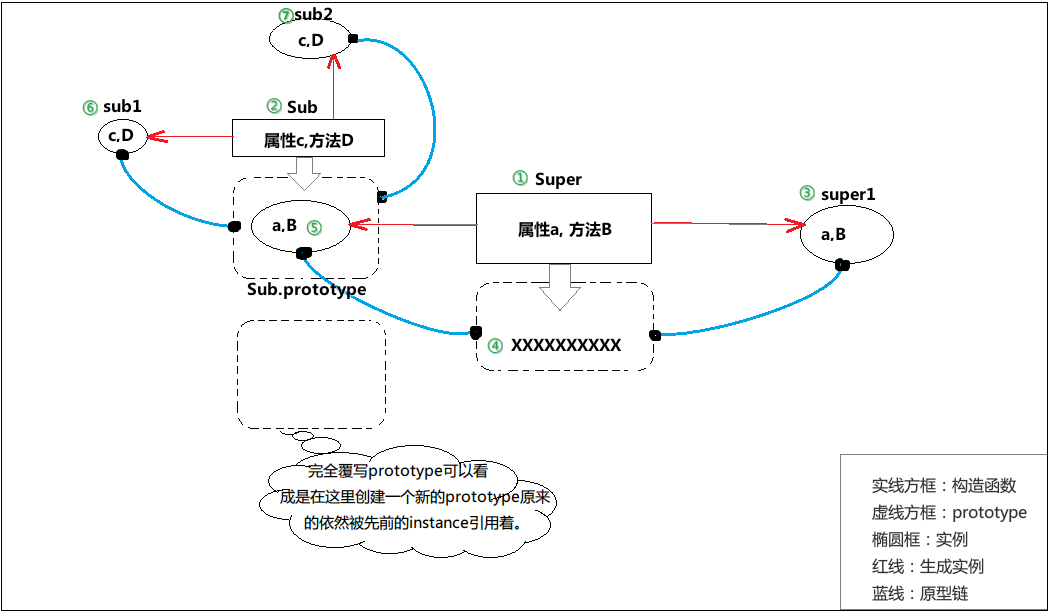 ⑦sub2
c,D
⑥ sub1
c,D
② Sub
属性c,方法D
① Super
属性a, 方法B
③ super1
a,B
a,B ⑤
Sub.prototype
④ XXXXXXXXXX
完全覆写prototype可以看
成是在这里创建一个新的prototype原来
的依然被先前的instance引用着。
实线方框：构造函数
虚线方框：prototype
椭圆框：实例
红线：生成实例
蓝线：原型链